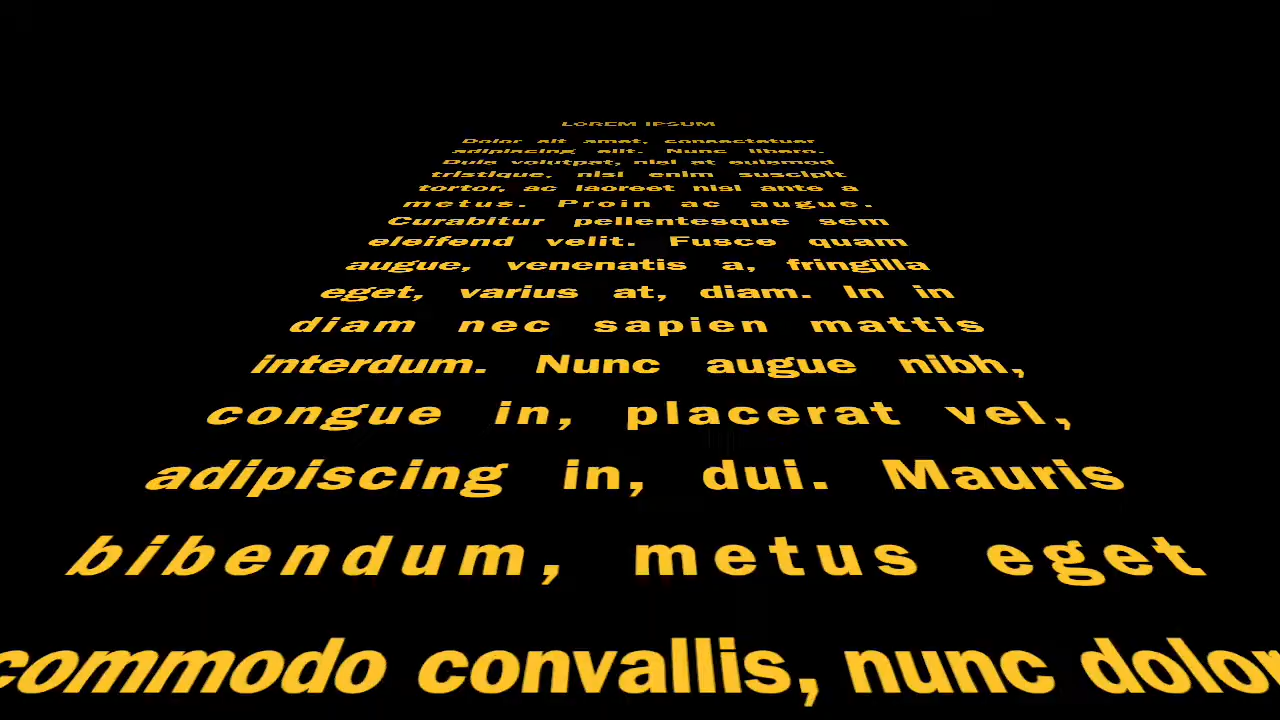 LOREM IPSUM
Dolor sit amet, consectetuer
adipiscing elit. Nunc libero.
Duis volutpat, nisl at euismod
tristique, nisl enim suscipit
tortor, ac laoreet nisl ante a
metus. Proin ac augue.
Curabitur pellentesque sem
eleifend velit. Fusce quam
augue, venenatis a, fringilla
eget, varius at, diam. In in
diam nec sapien mattis
interdum. Nunc augue nibh,
congue in, placerat vel,
adipiscing in, dui. Mauris
bibendum, metus eget
commodo convallis, nunc dolor